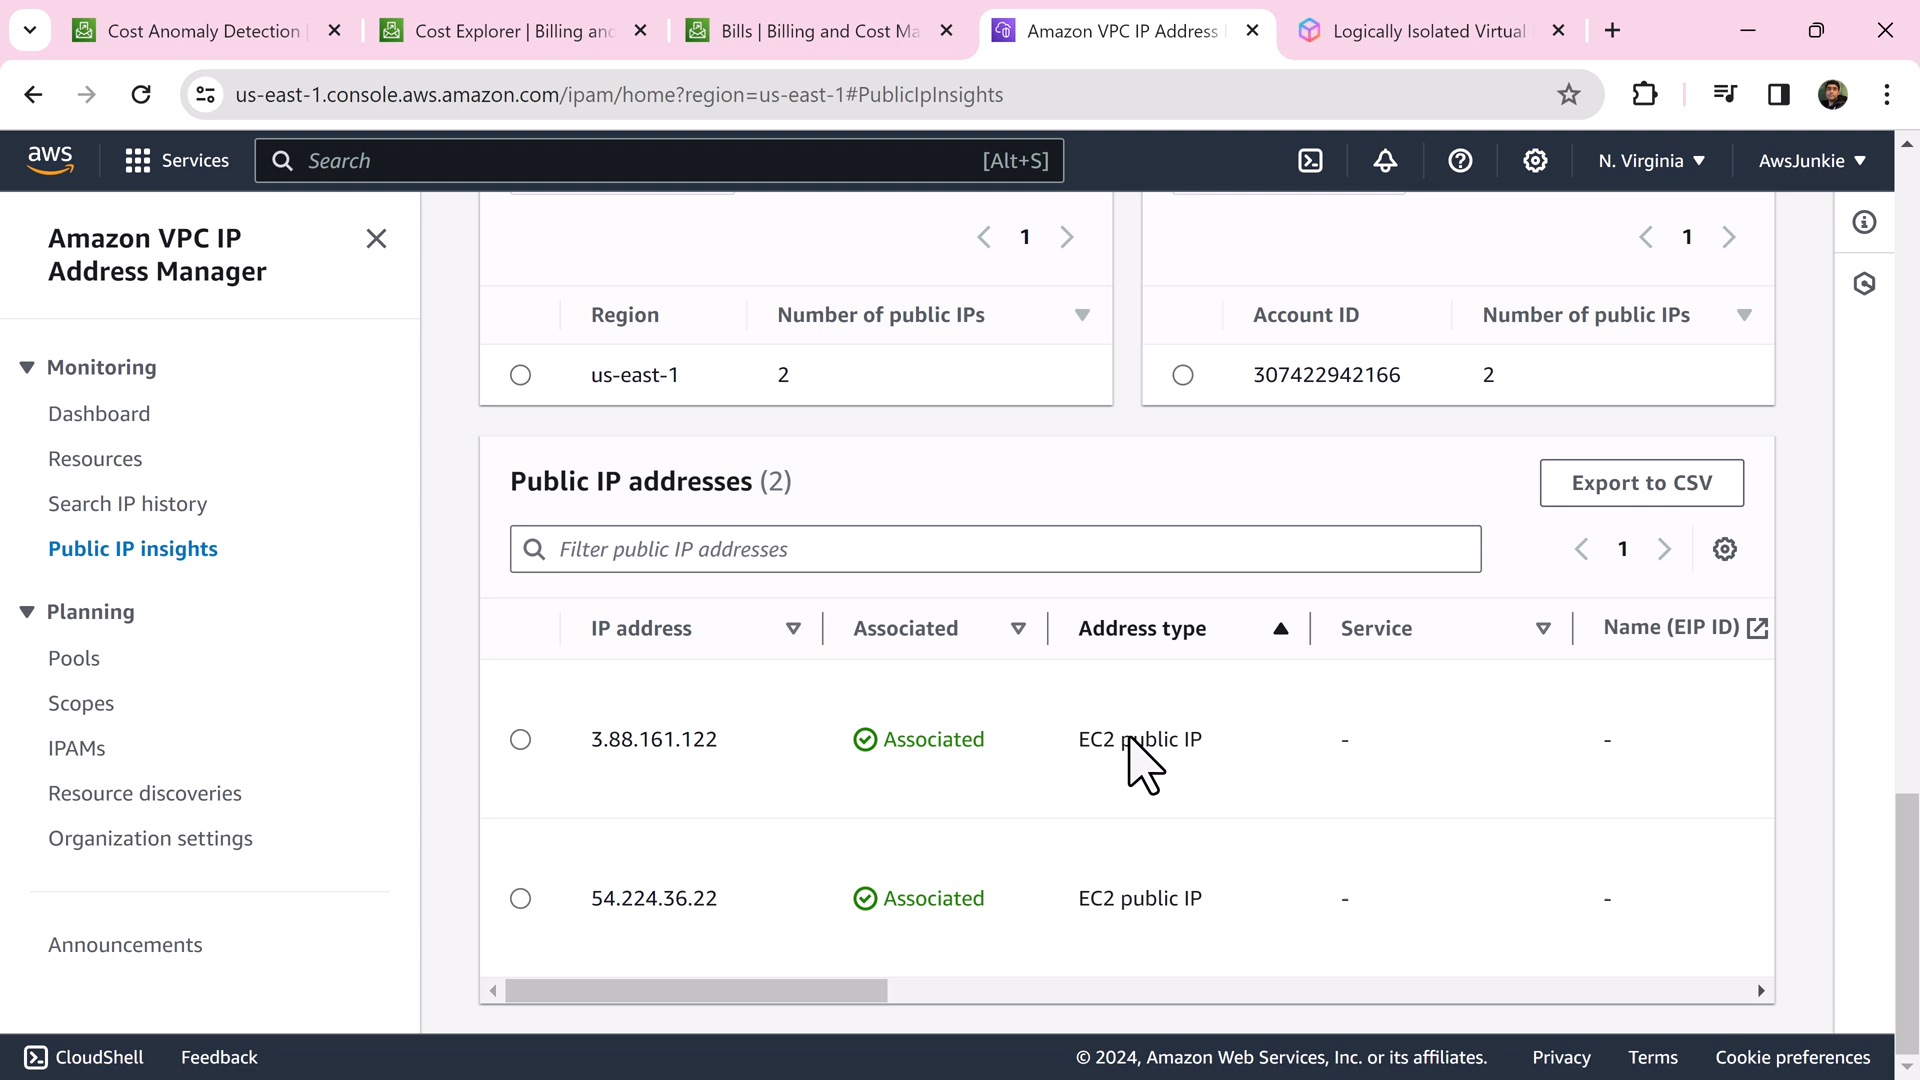 Cost Anomaly Detection
Cost Explorer | Billing and
Bills | Billing and Cost Ma
Amazon VPC IP Address
Logically Isolated Virtual
us-east-1.console.aws.amazon.com/ipam/home?region=us-east-1#PublicIpInsights
aws
Services
Search
[Alt+S]
N. Virginia
AwsJunkie
Amazon VPC IP
Address Manager
Monitoring
Dashboard
Resources
Search IP history
Public IP insights
Planning
Pools
Scopes
IPAMs
Resource discoveries
Organization settings
Announcements
1
Region Number of public IPs
us-east-1 2
1
Account ID Number of public IPs
307422942166 2
Public IP addresses (2)
Export to CSV
Filter public IP addresses
1
IP address Associated Address type Service Name (EIP ID)
3.88.161.122 Associated EC2 public IP - -
54.224.36.22 Associated EC2 public IP - -
CloudShell Feedback © 2024, Amazon Web Services, Inc. or its affiliates. Privacy Terms Cookie preferences